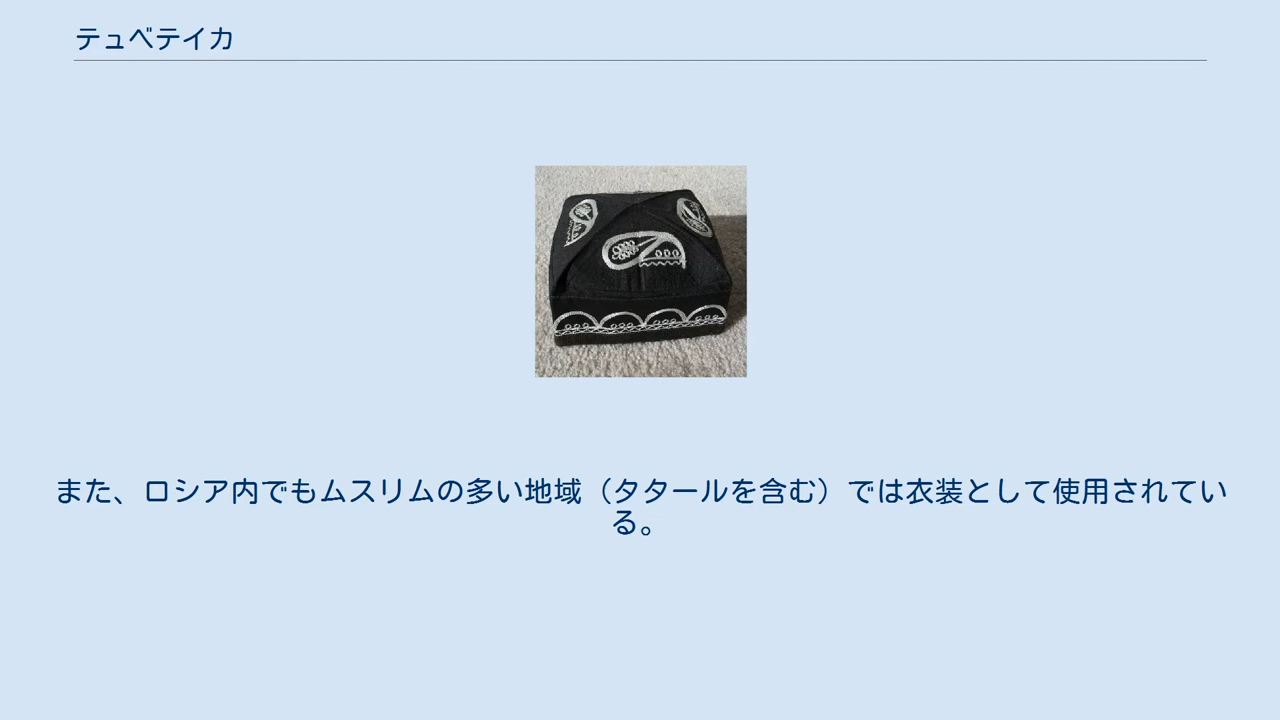 テュベテイカ
また、ロシア内でもムスリムの多い地域（タタールを含む）では衣装として使用されてい
る。